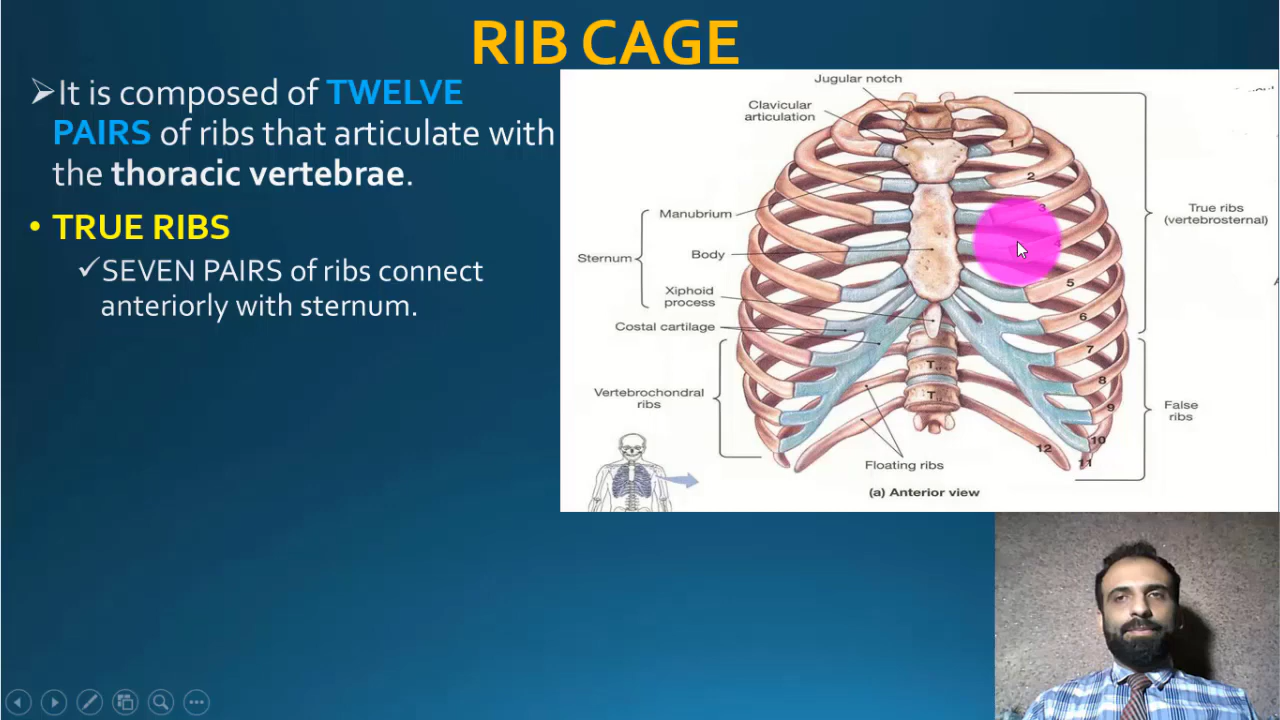 RIB CAGE
It is composed of TWELVE
PAIRS of ribs that articulate with
the thoracic vertebrae.
• TRUE RIBS
SEVEN PAIRS of ribs connect
anteriorly with sternum.
Jugular notch
Clavicular
articulation
Manubrium
Sternum
Body
Xiphoid
process
Costal cartilage
Vertebrochondral
ribs
Floating ribs
(a) Anterior view
True ribs
(vertebrosternal)
False
ribs
1
2
3
4
5
6
7
8
9
10
11
12